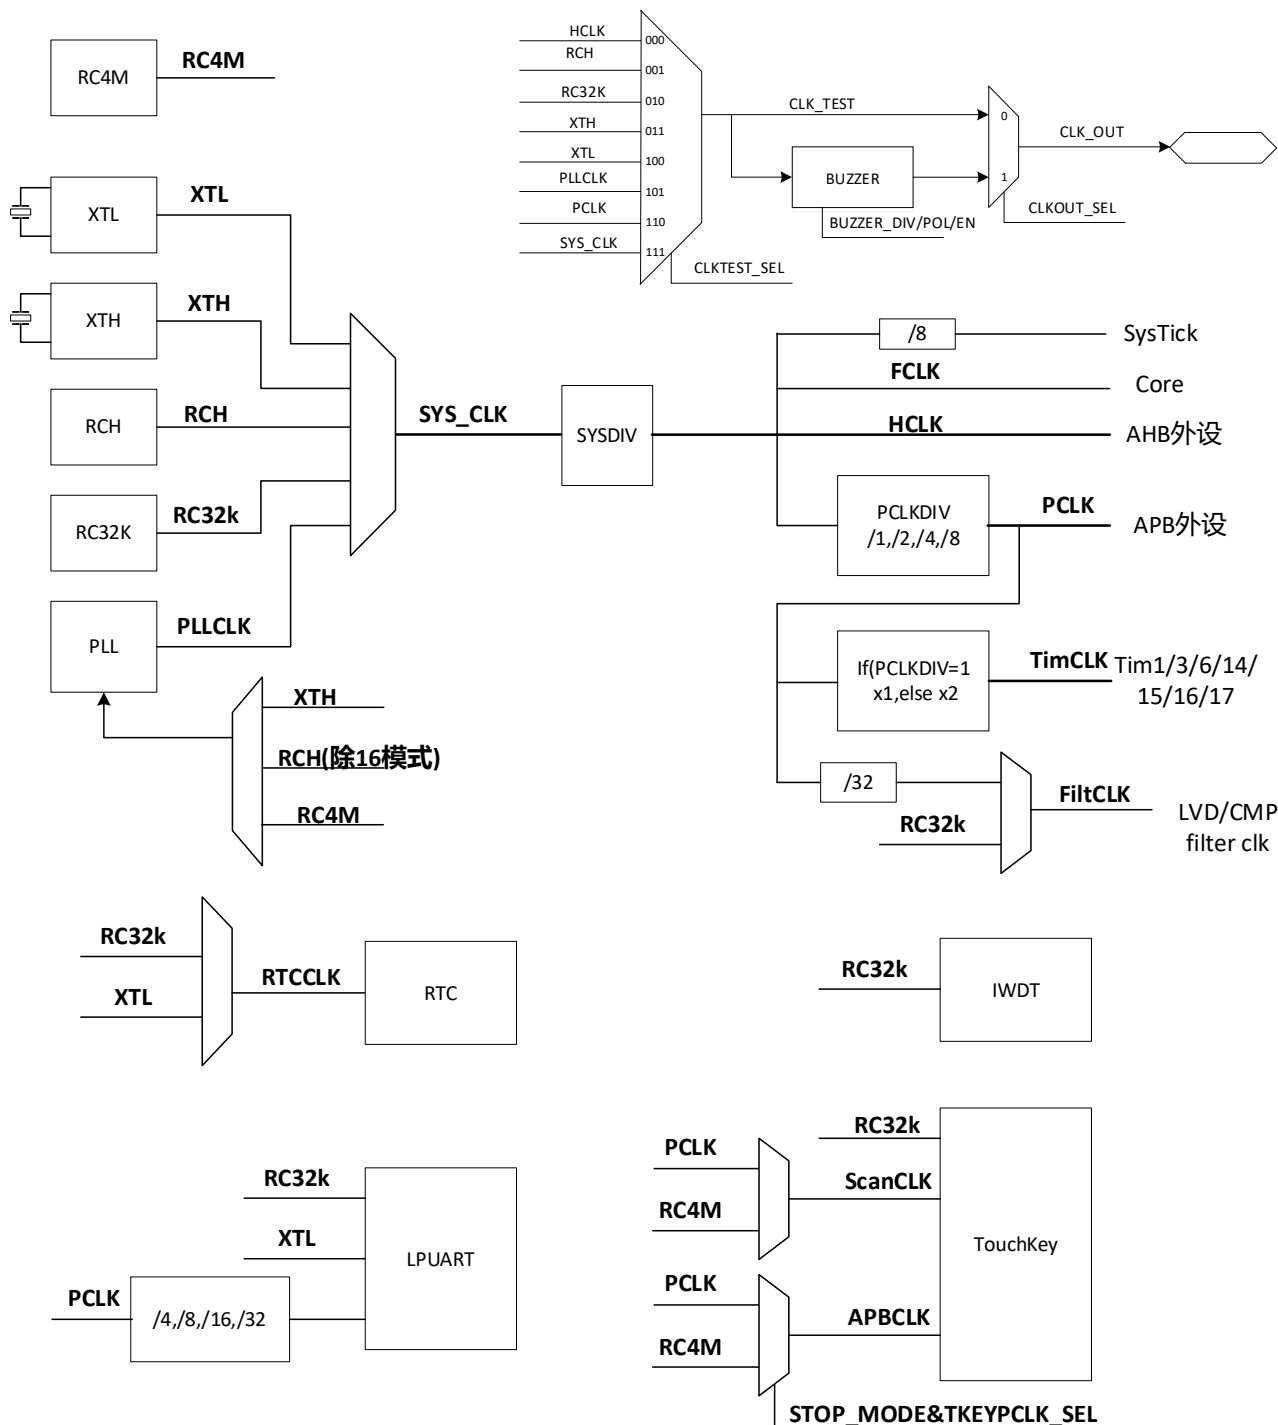 RC4M
RC4M
HCLK
000
RCH
001
RC32K
010
XTH
011
XTL
100
PLLCLK
101
PCLK
110
SYS_CLK
111
CLKTEST_SEL
CLK_TEST
BUZZER
BUZZER_DIV/POL/EN
0
1
CLK_OUT
CLKOUT_SEL
XTL
XTL
XTH
XTH
RCH
RCH
RC32K
RC32k
PLL
PLLCLK
XTH
RCH(除16模式)
RC4M
SYS_CLK
SYSDIV
/8
SysTick
FCLK
Core
HCLK
AHB外设
PCLKDIV
/1,/2,/4,/8
PCLK
APB外设
If(PCLKDIV=1
x1,else x2
TimCLK
Tim1/3/6/14/
15/16/17
/32
RC32k
FiltCLK
LVD/CMP
filter clk
RC32k
XTL
RTCCLK
RTC
RC32k
IWDT
RC32k
XTL
PCLK
/4,/8,/16,/32
LPUART
RC32k
PCLK
RC4M
ScanCLK
PCLK
RC4M
APBCLK
TouchKey
STOP_MODE&TKEYPCLK_SEL